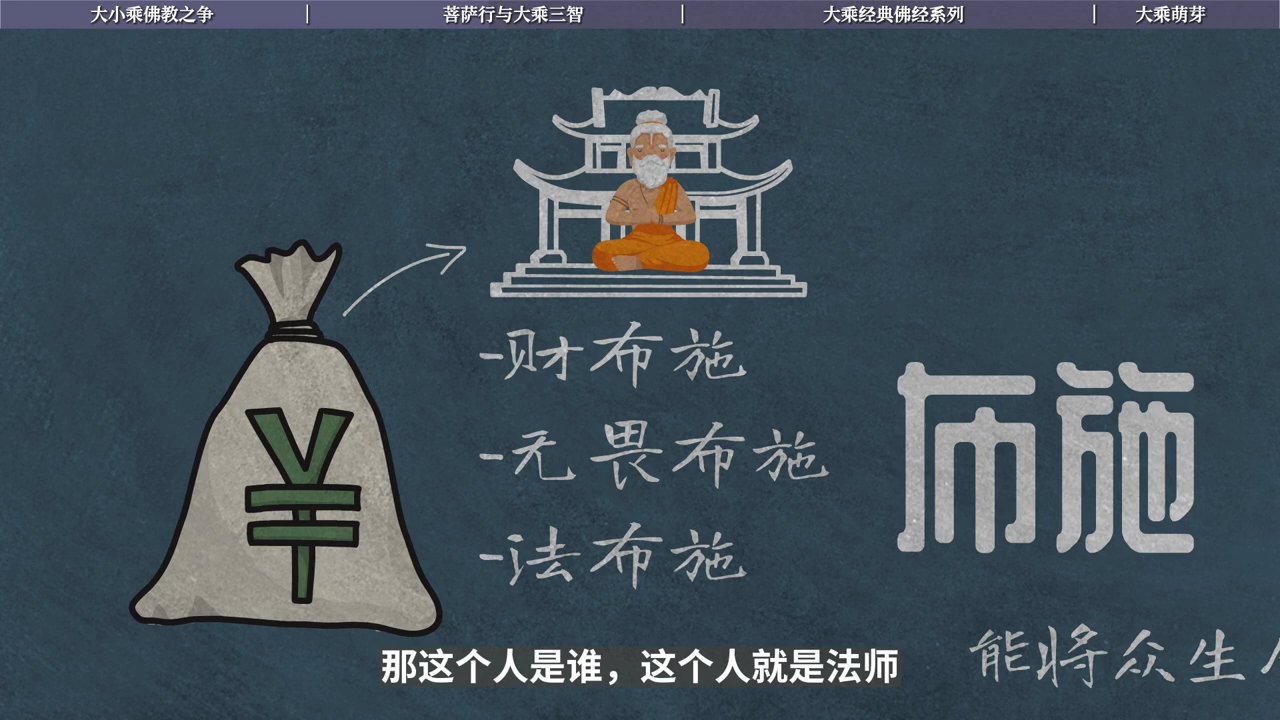 大小乘佛教之争 | 菩萨行与大乘三智 | 大乘经典佛经系列 | 大乘萌芽
-财布施
-无畏布施
-法布施
布施
¥
能将众生
那这个人是谁，这个人就是法师